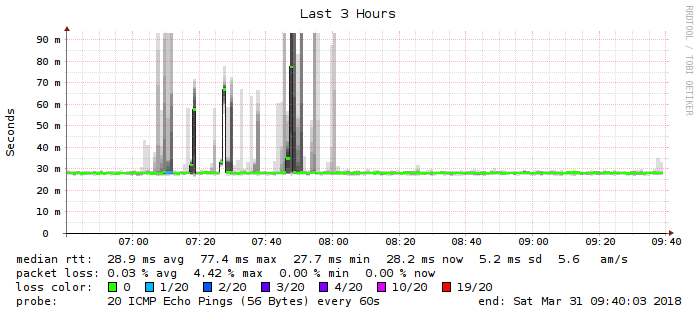 Last 3 Hours
RRDTOOL / TOBI OETIKER
Seconds
90 m
80 m
70 m
60 m
50 m
40 m
30 m
20 m
10 m
0
07:00 07:20 07:40 08:00 08:20 08:40 09:00 09:20 09:40
median rtt: 28.9 ms avg 77.4 ms max 27.7 ms min 28.2 ms now 5.2 ms sd 5.6 am/s
packet loss: 0.03 % avg 4.42 % max 0.00 % min 0.00 % now
loss color: 0 1/20 2/20 3/20 4/20 10/20 19/20
probe: 20 ICMP Echo Pings (56 Bytes) every 60s end: Sat Mar 31 09:40:03 2018